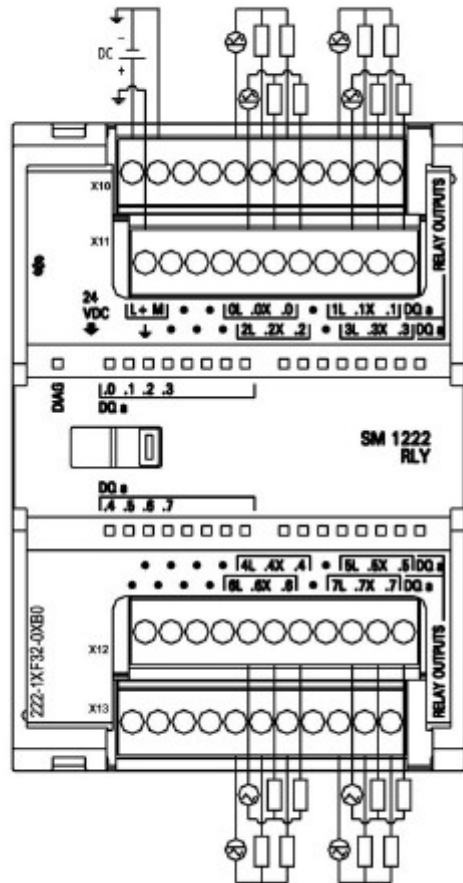 DC
- +
X10
X11
RELAY OUTPUTS
24
VDC
L+ M 0L .0X .0 1L .1X .1 DQ a
2L .2X .2 3L .3X .3 DQ a
DIAG
.0 .1 .2 .3
DQ a
SM 1222
RLY
DQ a
.4 .5 .6 .7
4L .4X .4 5L .5X .5 DQ a
6L .6X .6 7L .7X .7 DQ a
222-1XF32-0XB0
X12
X13
RELAY OUTPUTS